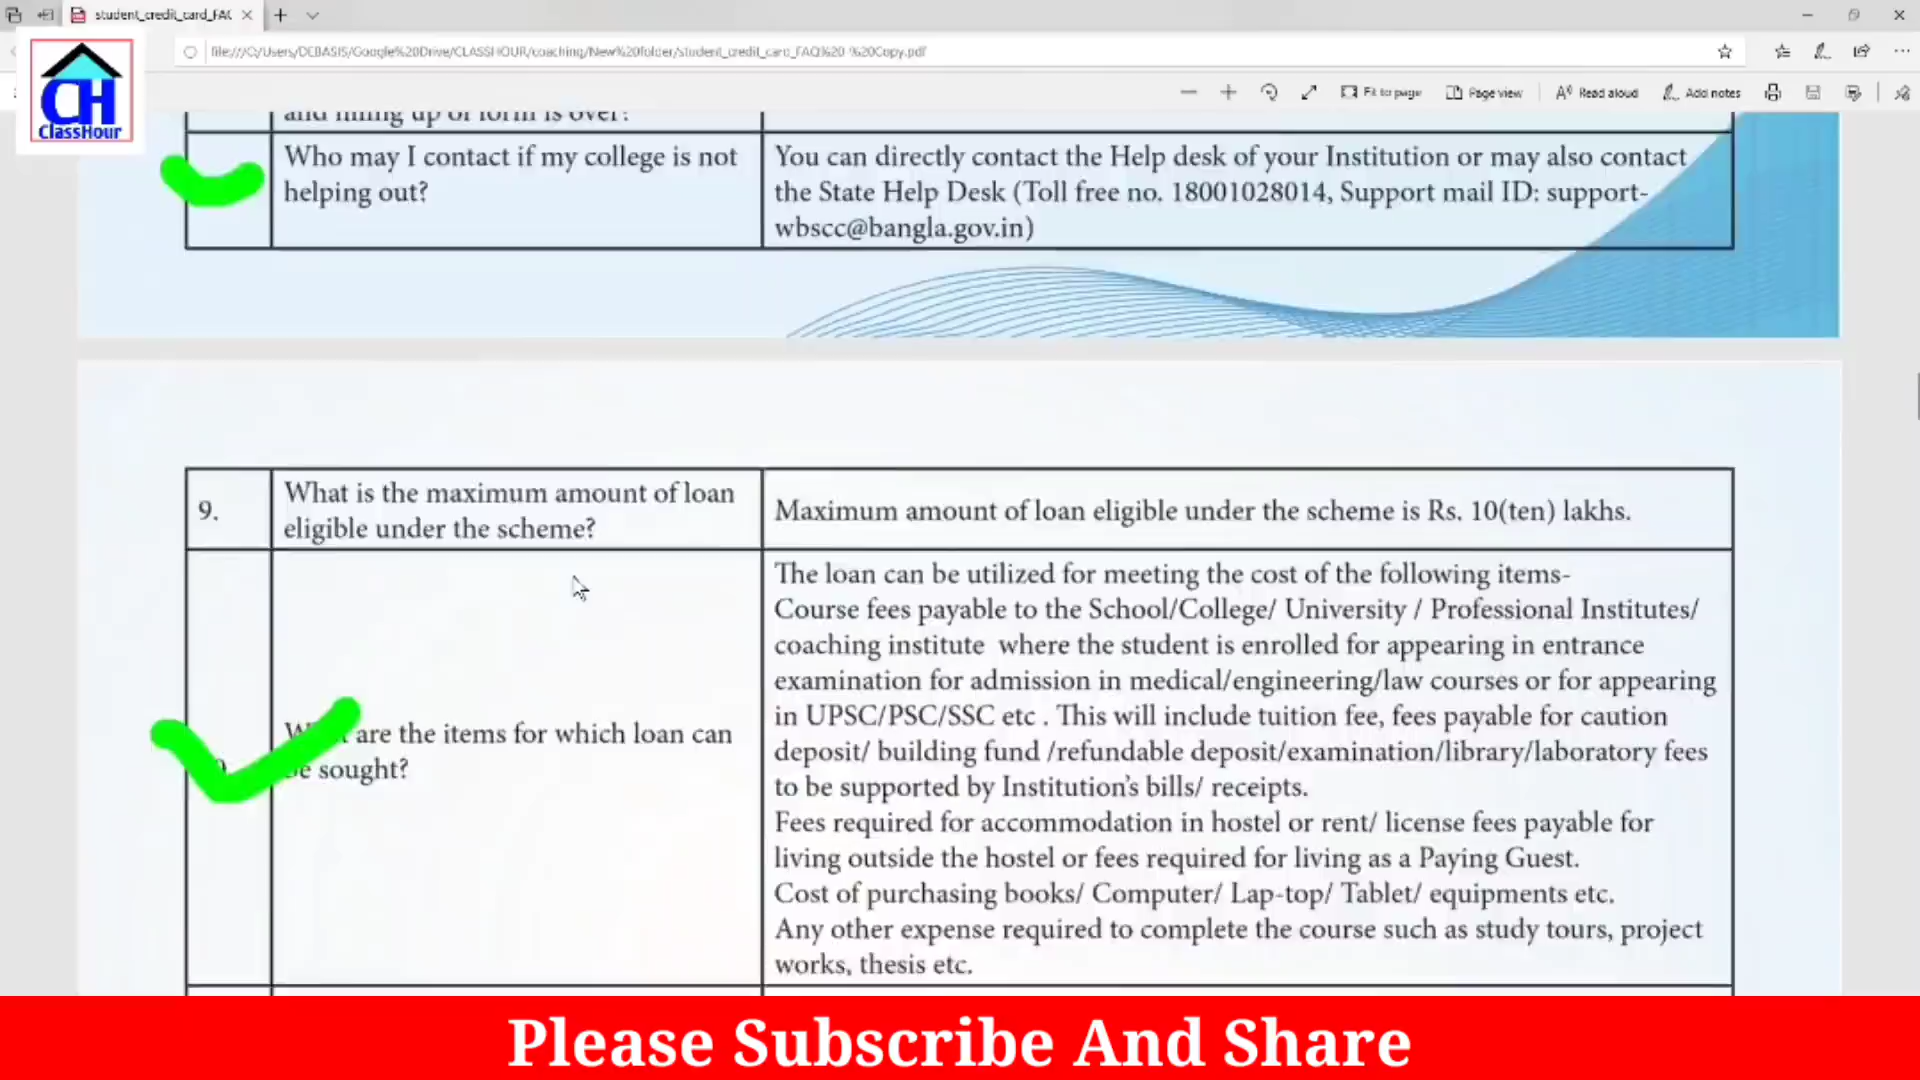 student_credit_card_FAQ
file:///C:/Users/DEBASIS/Google%20Drive/CLASSHOUR/coaching/New%20folder/student_credit_card_FAQ%20-%20Copy.pdf
CH
ClassHour
Fit to page
Page view
Read aloud
Add notes
and filling up of form is over?
Who may I contact if my college is not
helping out?
You can directly contact the Help desk of your Institution or may also contact
the State Help Desk (Toll free no. 18001028014, Support mail ID: support-
wbscc@bangla.gov.in)
9.
What is the maximum amount of loan
eligible under the scheme?
Maximum amount of loan eligible under the scheme is Rs. 10(ten) lakhs.
are the items for which loan can
be sought?
The loan can be utilized for meeting the cost of the following items-
Course fees payable to the School/College/ University / Professional Institutes/
coaching institute where the student is enrolled for appearing in entrance
examination for admission in medical/engineering/law courses or for appearing
in UPSC/PSC/SSC etc . This will include tuition fee, fees payable for caution
deposit/ building fund /refundable deposit/examination/library/laboratory fees
to be supported by Institution's bills/ receipts.
Fees required for accommodation in hostel or rent/ license fees payable for
living outside the hostel or fees required for living as a Paying Guest.
Cost of purchasing books/ Computer/ Lap-top/ Tablet/ equipments etc.
Any other expense required to complete the course such as study tours, project
works, thesis etc.
Please Subscribe And Share